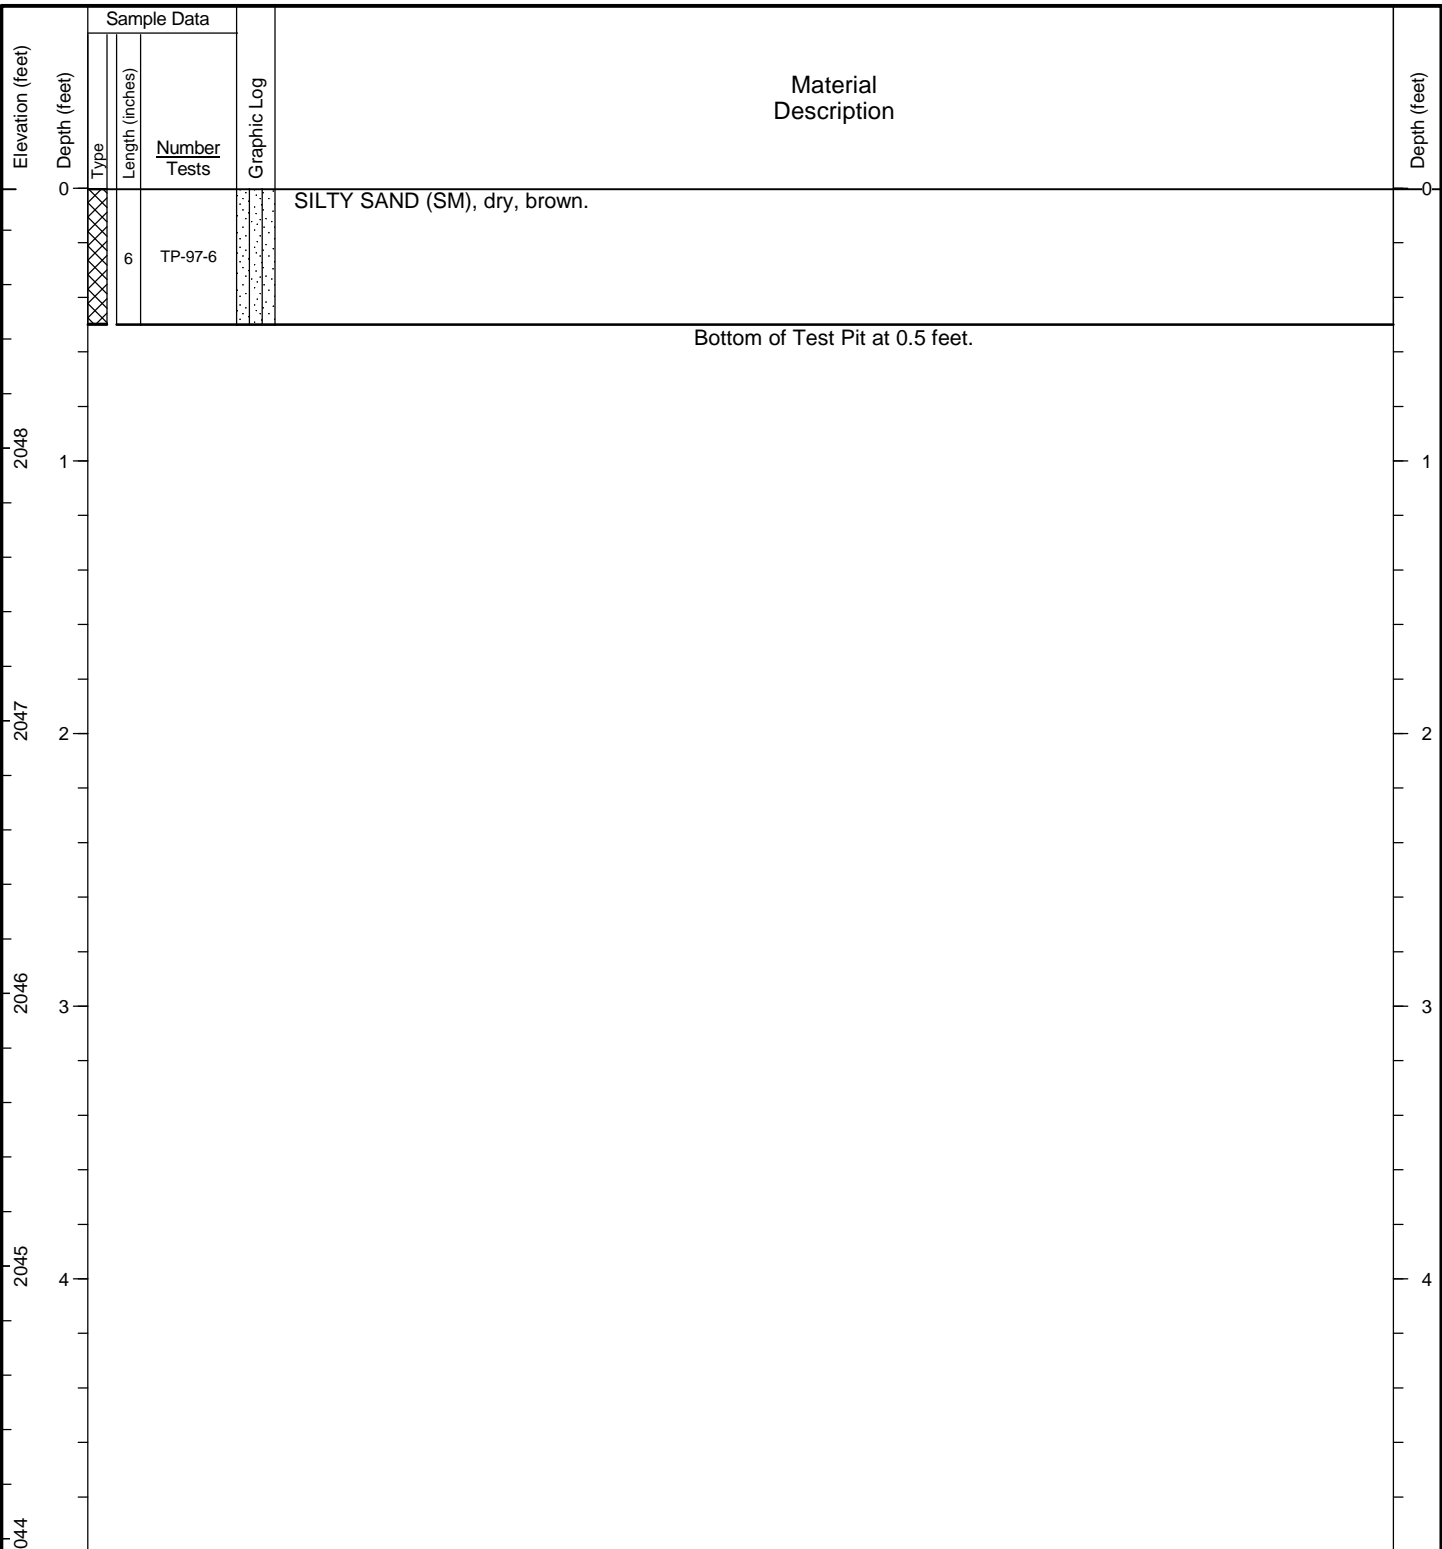 Sample Data
Elevation (feet)
Depth (feet)
Type
Length (inches)
Number
Tests
Graphic Log
Material
Description
Depth (feet)
0
0
SILTY SAND (SM), dry, brown.
6
TP-97-6
Bottom of Test Pit at 0.5 feet.
2048
1
1
2047
2
2
2046
3
3
2045
4
4
044